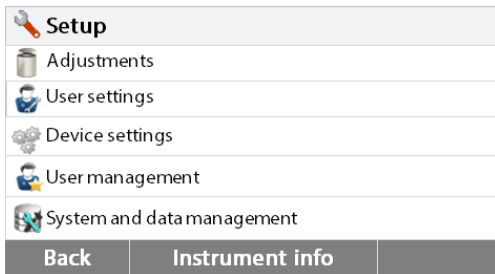 Setup
Adjustments
User settings
Device settings
User management
System and data management
Back Instrument info